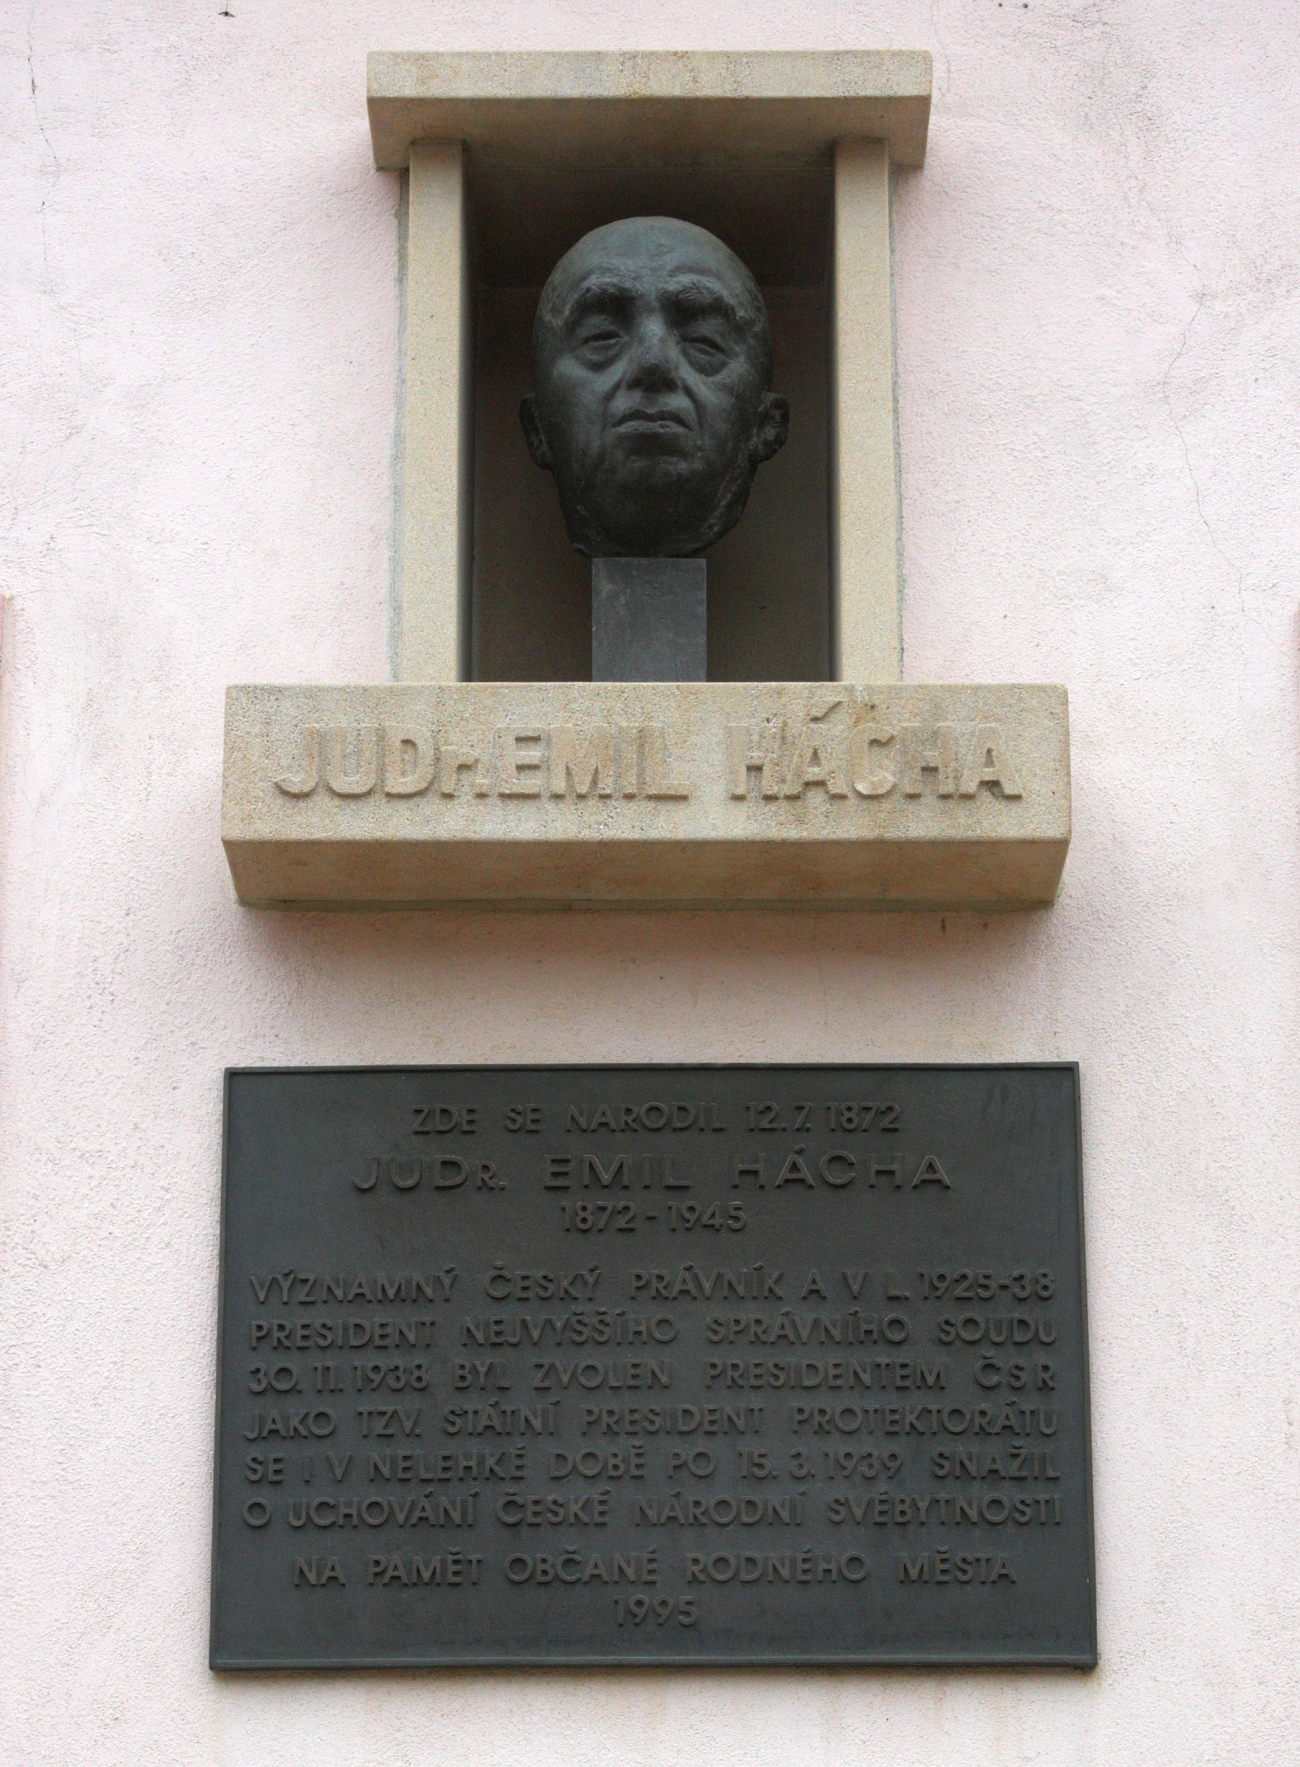 JUDr. EMIL HÁCHA
ZDE SE NARODIL 12.7. 1872
JUDR. EMIL HÁCHA
1872 - 1945
VÝZNAMNÝ ČESKÝ PRÁVNÍK A V L. 1925-38
PRESIDENT NEJVYŠŠÍHO SPRÁVNÍHO SOUDU
30. 11. 1938 BYL ZVOLEN PRESIDENTEM ČSR
JAKO TZV. STÁTNÍ PRESIDENT PROTEKTORÁTU
SE I V NELEHKÉ DOBĚ PO 15. 3. 1939 SNAŽIL
O UCHOVÁNÍ ČESKÉ NÁRODNÍ SVÉBYTNOSTI
NA PAMĚT OBČANÉ RODNÉHO MĚSTA
1995